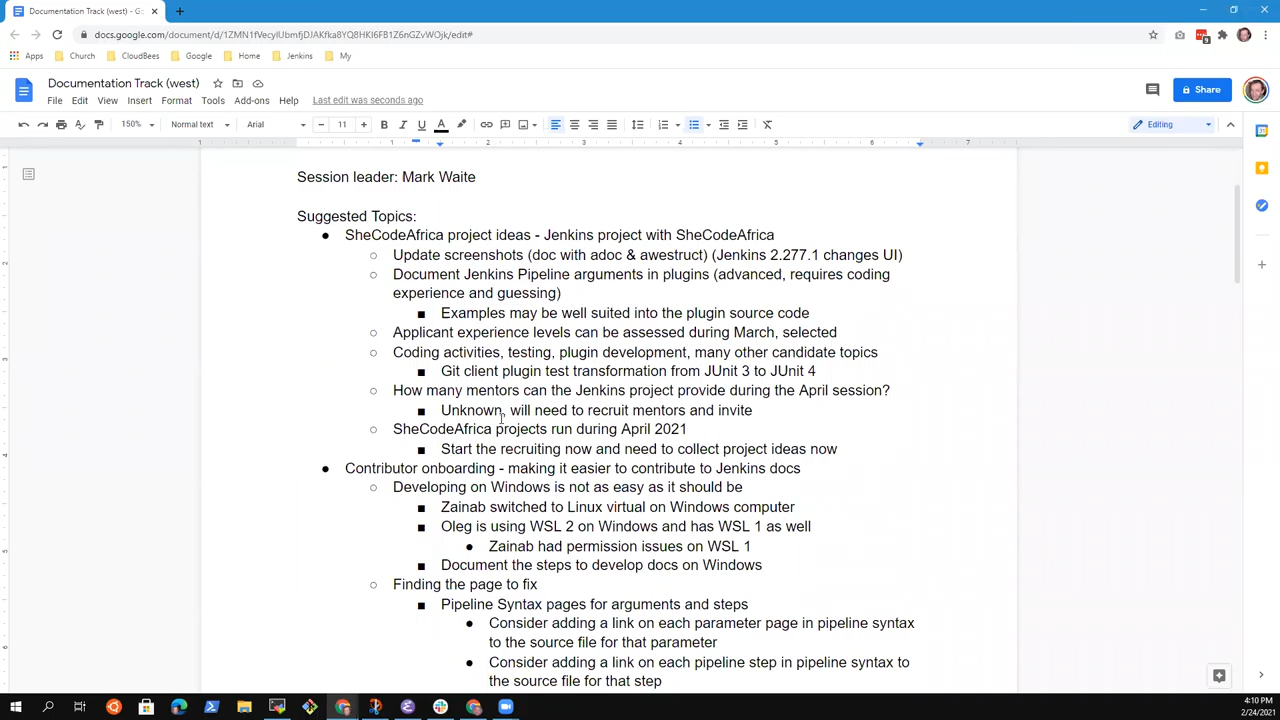 Documentation Track (west) - G
docs.google.com/document/d/1ZMN1fVecyIUbmfjDJAKfka8YQ8HKI6FB1Z6nGZvWOjk/edit#
Apps Church CloudBees Google Home Jenkins My
Documentation Track (west)
File Edit View Insert Format Tools Add-ons Help Last edit was seconds ago
Share
150% Normal text Arial 11 Editing
1 1 2 3 4 5 6 7
Session leader: Mark Waite
Suggested Topics:
● SheCodeAfrica project ideas - Jenkins project with SheCodeAfrica
○ Update screenshots (doc with adoc & awestruct) (Jenkins 2.277.1 changes UI)
○ Document Jenkins Pipeline arguments in plugins (advanced, requires coding
experience and guessing)
■ Examples may be well suited into the plugin source code
○ Applicant experience levels can be assessed during March, selected
○ Coding activities, testing, plugin development, many other candidate topics
■ Git client plugin test transformation from JUnit 3 to JUnit 4
○ How many mentors can the Jenkins project provide during the April session?
■ Unknown, will need to recruit mentors and invite
○ SheCodeAfrica projects run during April 2021
■ Start the recruiting now and need to collect project ideas now
● Contributor onboarding - making it easier to contribute to Jenkins docs
○ Developing on Windows is not as easy as it should be
■ Zainab switched to Linux virtual on Windows computer
■ Oleg is using WSL 2 on Windows and has WSL 1 as well
● Zainab had permission issues on WSL 1
■ Document the steps to develop docs on Windows
○ Finding the page to fix
■ Pipeline Syntax pages for arguments and steps
● Consider adding a link on each parameter page in pipeline syntax
to the source file for that parameter
● Consider adding a link on each pipeline step in pipeline syntax to
the source file for that step
4:10 PM
2/24/2021